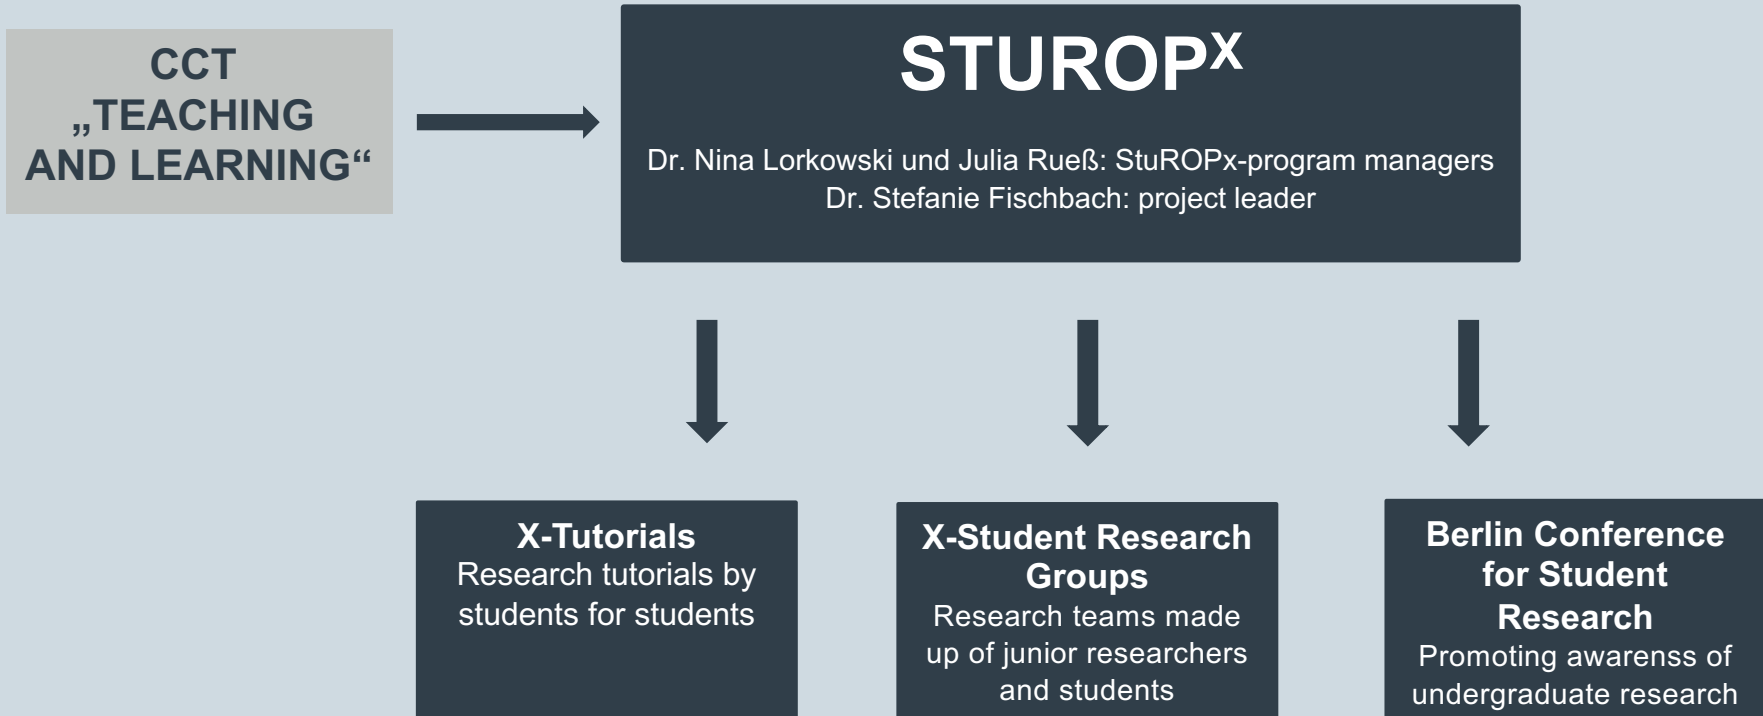 CCT
„TEACHING
AND LEARNING“
STUROPX
Dr. Nina Lorkowski und Julia Rueß: StuROPx-program managers
Dr. Stefanie Fischbach: project leader
X-Tutorials
Research tutorials by
students for students
X-Student Research
Groups
Research teams made
up of junior researchers
and students
Berlin Conference
for Student
Research
Promoting awarenss of
undergraduate research